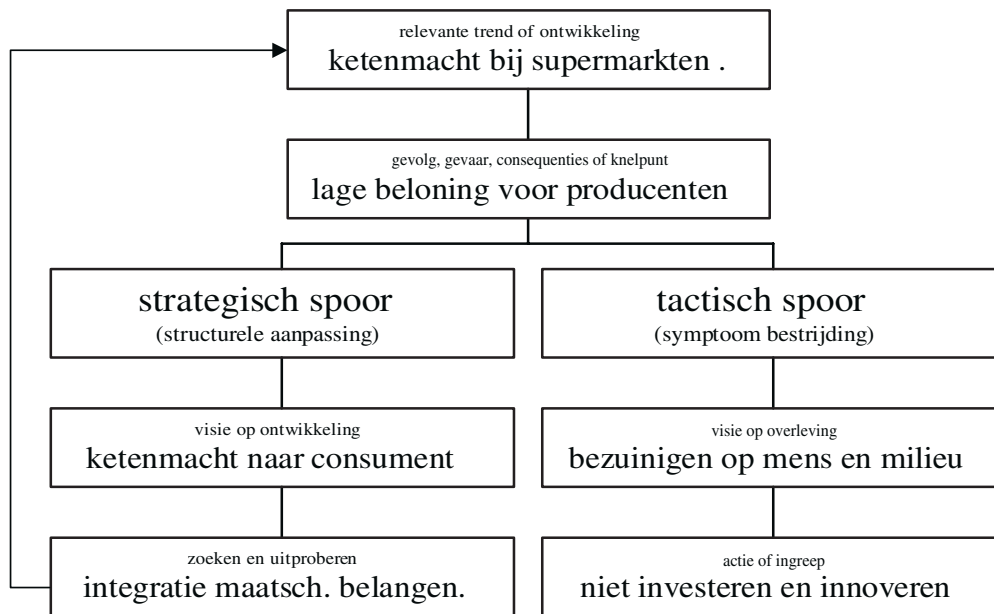 relevante trend of ontwikkeling
ketenmacht bij supermarkten .
gevolg, gevaar, consequenties of knelpunt
lage beloning voor producenten
strategisch spoor
(structurele aanpassing)
tactisch spoor
(symptoom bestrijding)
visie op ontwikkeling
ketenmacht naar consument
visie op overleving
bezuinigen op mens en milieu
zoeken en uitproberen
integratie maatsch. belangen.
actie of ingreep
niet investeren en innoveren